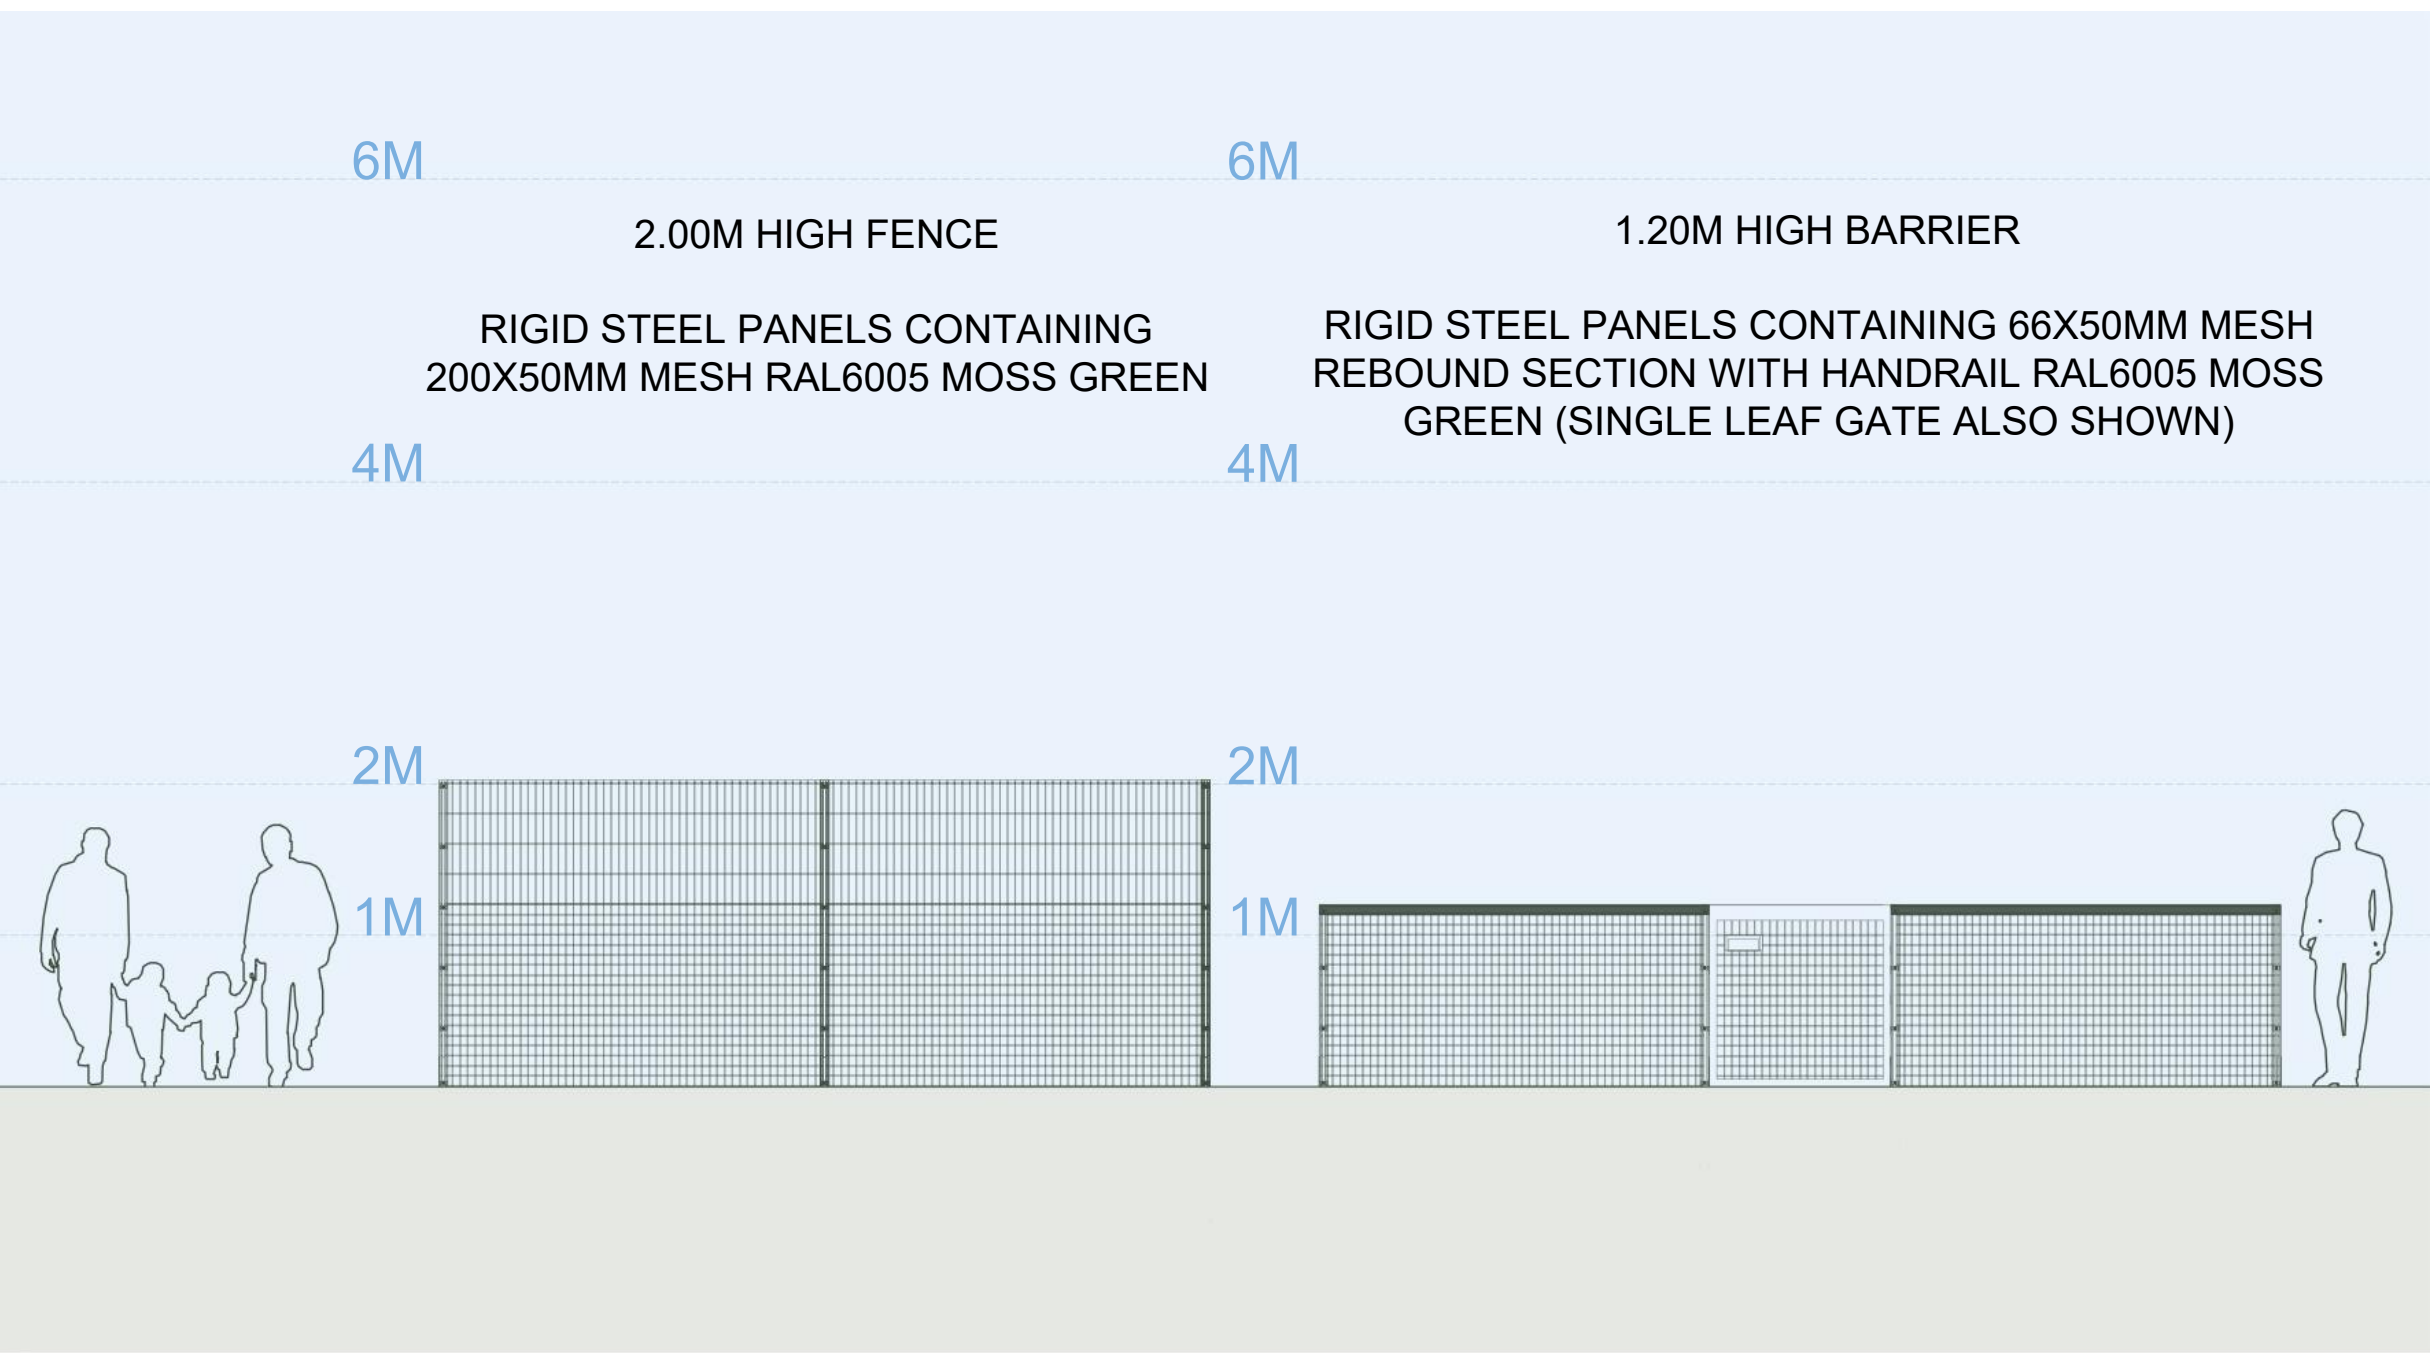 6M
2.00M HIGH FENCE
RIGID STEEL PANELS CONTAINING
200X50MM MESH RAL6005 MOSS GREEN
4M
2M
1M
6M
1.20M HIGH BARRIER
RIGID STEEL PANELS CONTAINING 66X50MM MESH
REBOUND SECTION WITH HANDRAIL RAL6005 MOSS
GREEN (SINGLE LEAF GATE ALSO SHOWN)
4M
2M
1M